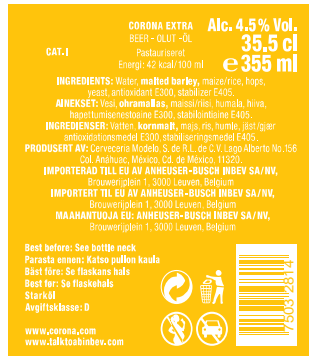 CORONA EXTRA
BEER - OLUT - ÖL
Alc. 4.5% Vol.
35.5 cl
e 355 ml
CAT. I
Pastauriseret
Energi: 42 kcal/100 ml
INGREDIENTS: Water, malted barley, maize/rice, hops,
yeast, antioxidant E300, stabilizer E405.
AINEKSET: Vesi, ohramallas, maissi/riisi, humala, hiiva,
hapettumisenestoaine E300, stabilointiaine E405.
INGREDIENSER: Vatten, kornmalt, majs, ris, humle, jäst/gjær
antioxidationsmedel E300, stabiliseringsmedel E405.
PRODUSERT AV: Cervecería Modelo, S. de R.L. de C.V. Lago Alberto No.156
Col. Anáhuac, México, Cd. de México, 11320.
IMPORTERAD TILL EU AV ANHEUSER-BUSCH INBEV SA/NV,
Brouwerijplein 1, 3000 Leuven, Belgium
IMPORTERT TIL EU AV ANHEUSER-BUSCH INBEV SA/NV,
Brouwerijplein 1, 3000 Leuven, Belgium
MAAHANTUOJA EU: ANHEUSER-BUSCH INBEV SA/NV,
Brouwerijplein 1, 3000 Leuven, Belgium
Best before: See bottle neck
Parasta ennen: Katso pullon kaula
Bäst före: Se flaskans hals
Best før: Se flaskehals
Starköl
Avgiftsklasse: D
www.corona.com
www.talktoabinbev.com
75032814